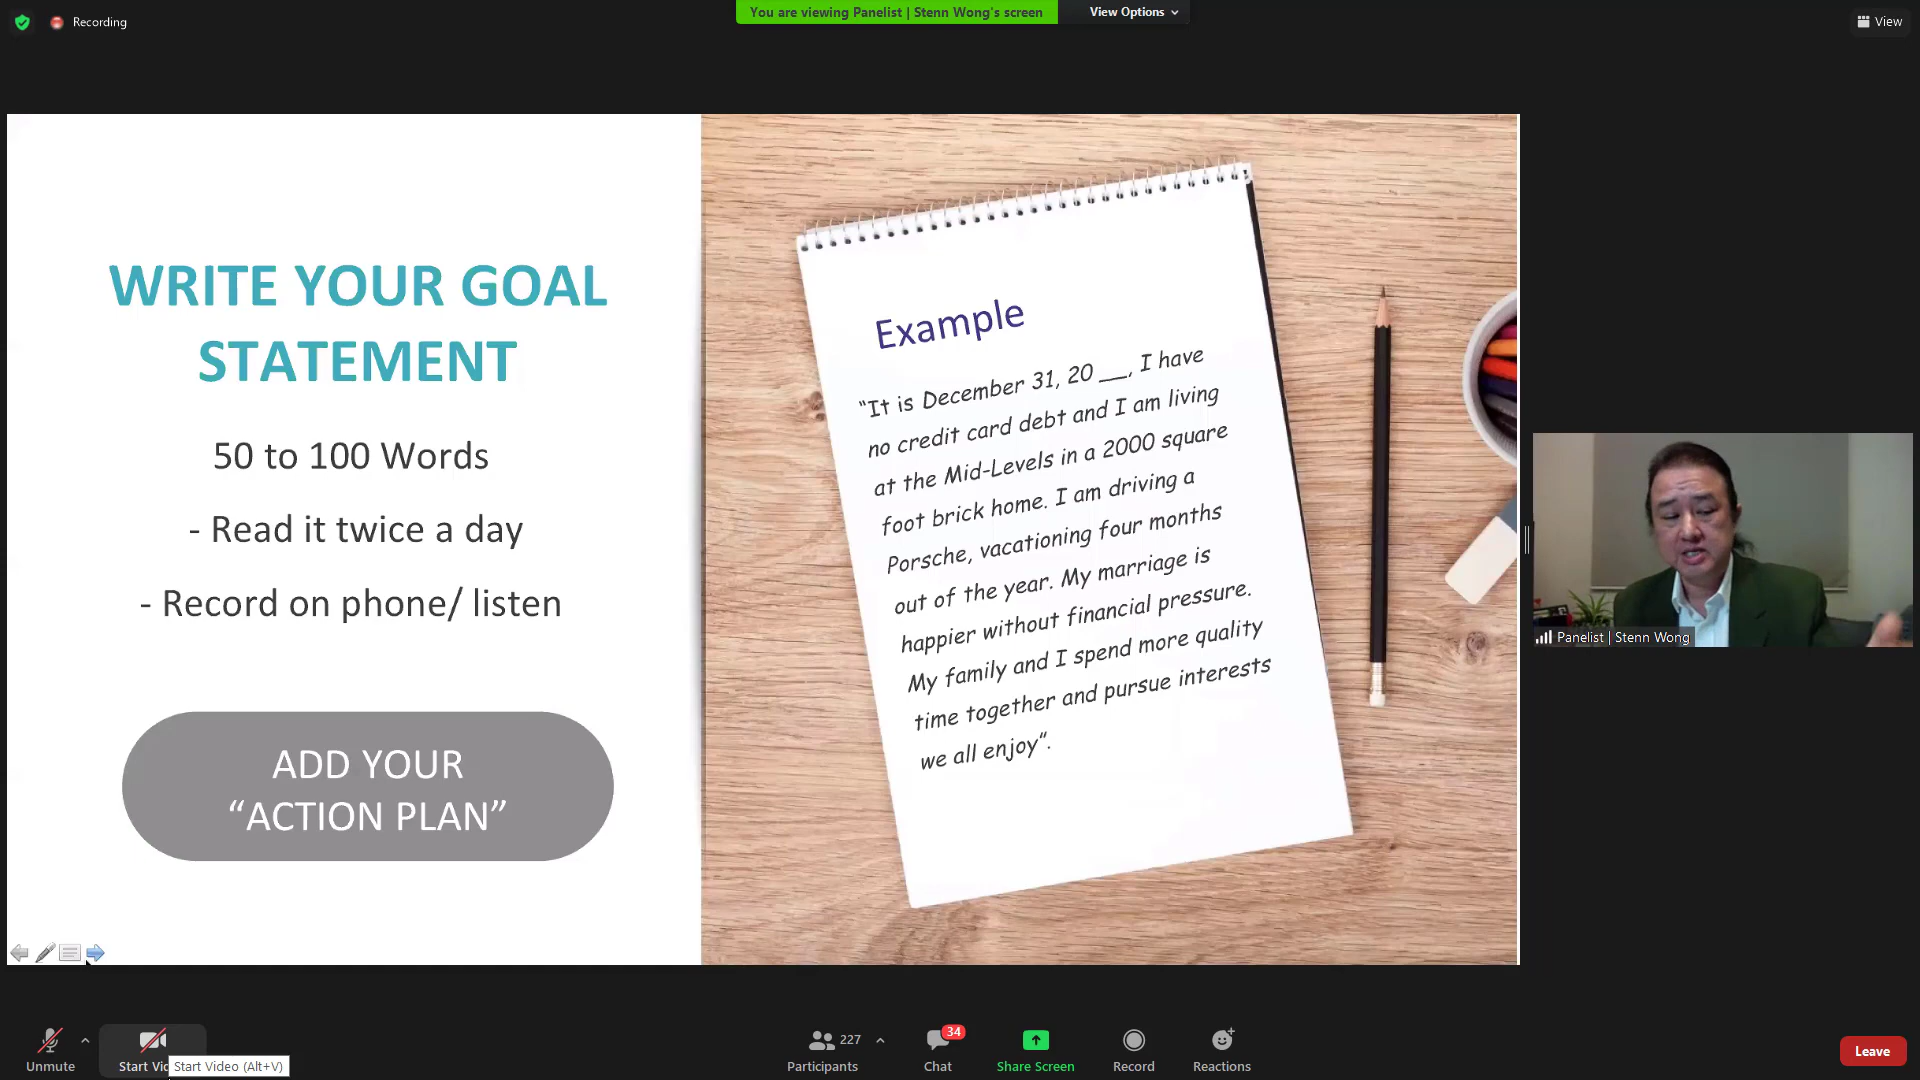 Recording
You are viewing Panelist | Stenn Wong's screen
View Options
View
WRITE YOUR GOAL
STATEMENT
50 to 100 Words
- Read it twice a day
- Record on phone/ listen
ADD YOUR
“ACTION PLAN”
Example
“It is December 31, 20 __, I have
no credit card debt and I am living
at the Mid-Levels in a 2000 square
foot brick home. I am driving a
Porsche, vacationing four months
out of the year. My marriage is
happier without financial pressure.
My family and I spend more quality
time together and pursue interests
we all enjoy”.
Panelist | Stenn Wong
Unmute
Start Vid
Start Video (Alt+V)
227
Participants
34
Chat
Share Screen
Record
Reactions
Leave